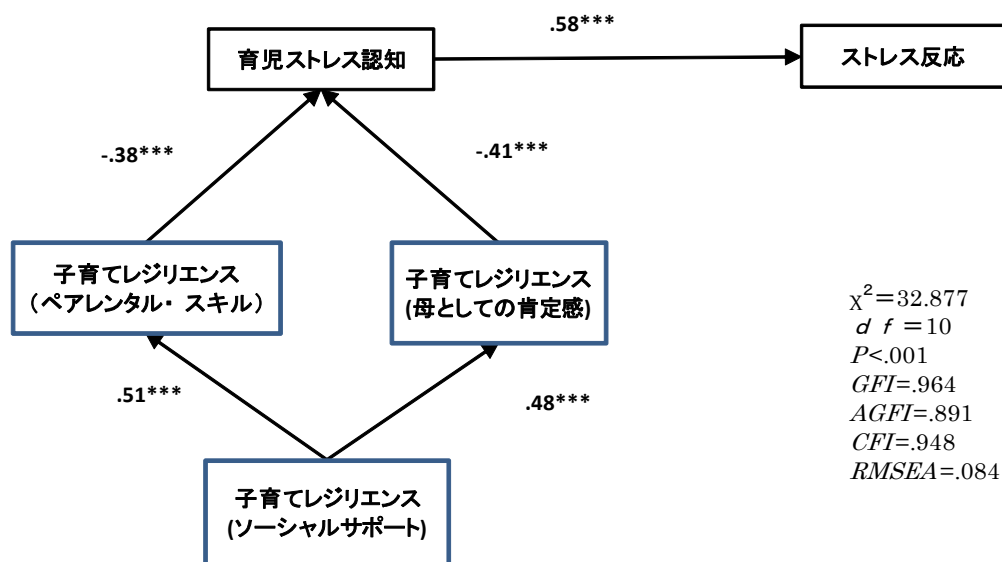 .58***
育児ストレス認知
ストレス反応
-.38***
-.41***
子育てレジリエンス
（ペアレンタル・ スキル）
子育てレジリエンス
(母としての肯定感)
.51***
.48***
子育てレジリエンス
(ソーシャルサポート)
χ²=32.877
d f =10
P<.001
GFI=.964
AGFI=.891
CFI=.948
RMSEA=.084